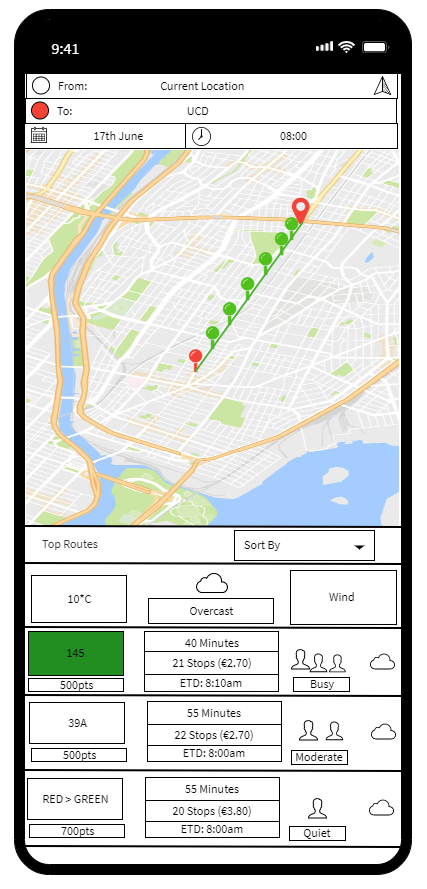 9:41
From: Current Location
To: UCD
17th June 08:00
Top Routes Sort By
10*C Overcast Wind
145
500pts
40 Minutes
21 Stops (€2.70)
ETD: 8:10am
Busy
39A
500pts
55 Minutes
22 Stops (€2.70)
ETD: 8:00am
Moderate
RED > GREEN
700pts
55 Minutes
20 Stops (€3.80)
ETD: 8:00am
Quiet